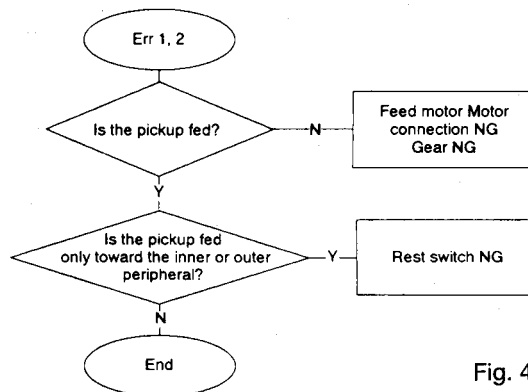 Err 1, 2
Is the pickup fed?
N
Feed motor Motor
connection NG
Gear NG
Y
Is the pickup fed
only toward the inner or outer
peripheral?
Y
Rest switch NG
N
End
Fig. 4